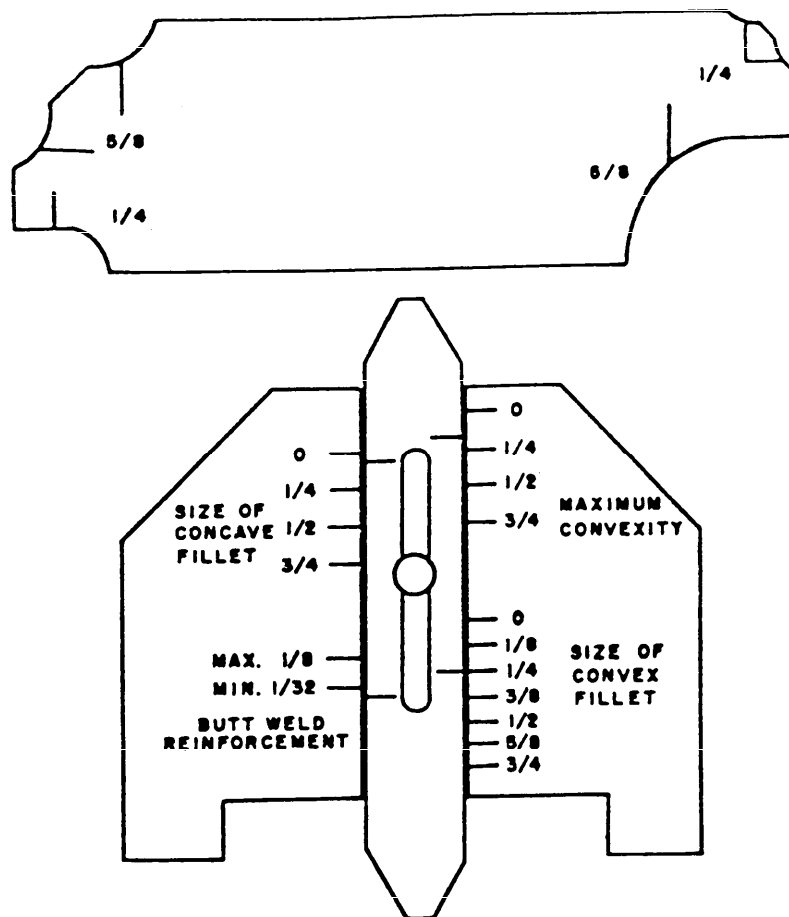 1/4
5/8
5/8
1/4
0
0
1/4
1/4
1/2
SIZE OF
CONCAVE
FILLET
1/2
3/4
3/4
MAXIMUM
CONVEXITY
0
1/8
MAX. 1/8
MIN. 1/32
1/4
SIZE OF
CONVEX
FILLET
3/8
BUTT WELD
REINFORCEMENT
1/2
5/8
3/4